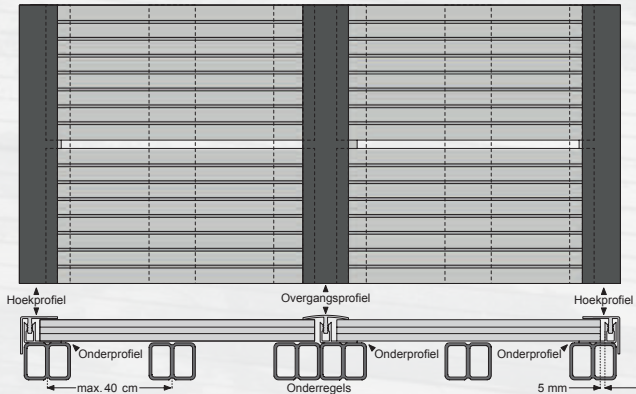 Hoekprofiel
Overgangsprofiel
Hoekprofiel
Onderprofiel
Onderprofiel
Onderprofiel
max. 40 cm
Onderregels
5 mm